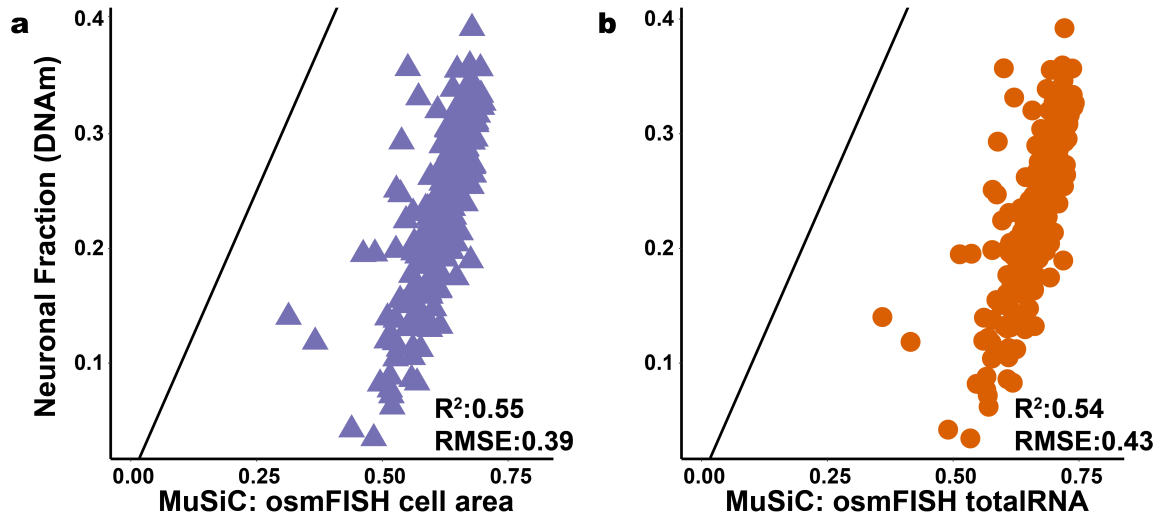 a
Neuronal Fraction (DNAm)
0.4
0.3
0.2
0.1
R²:0.55
RMSE:0.39
0.00 0.25 0.50 0.75
MuSiC: osmFISH cell area
b
0.4
0.3
0.2
0.1
R²:0.54
RMSE:0.43
0.00 0.25 0.50 0.75
MuSiC: osmFISH totalRNA